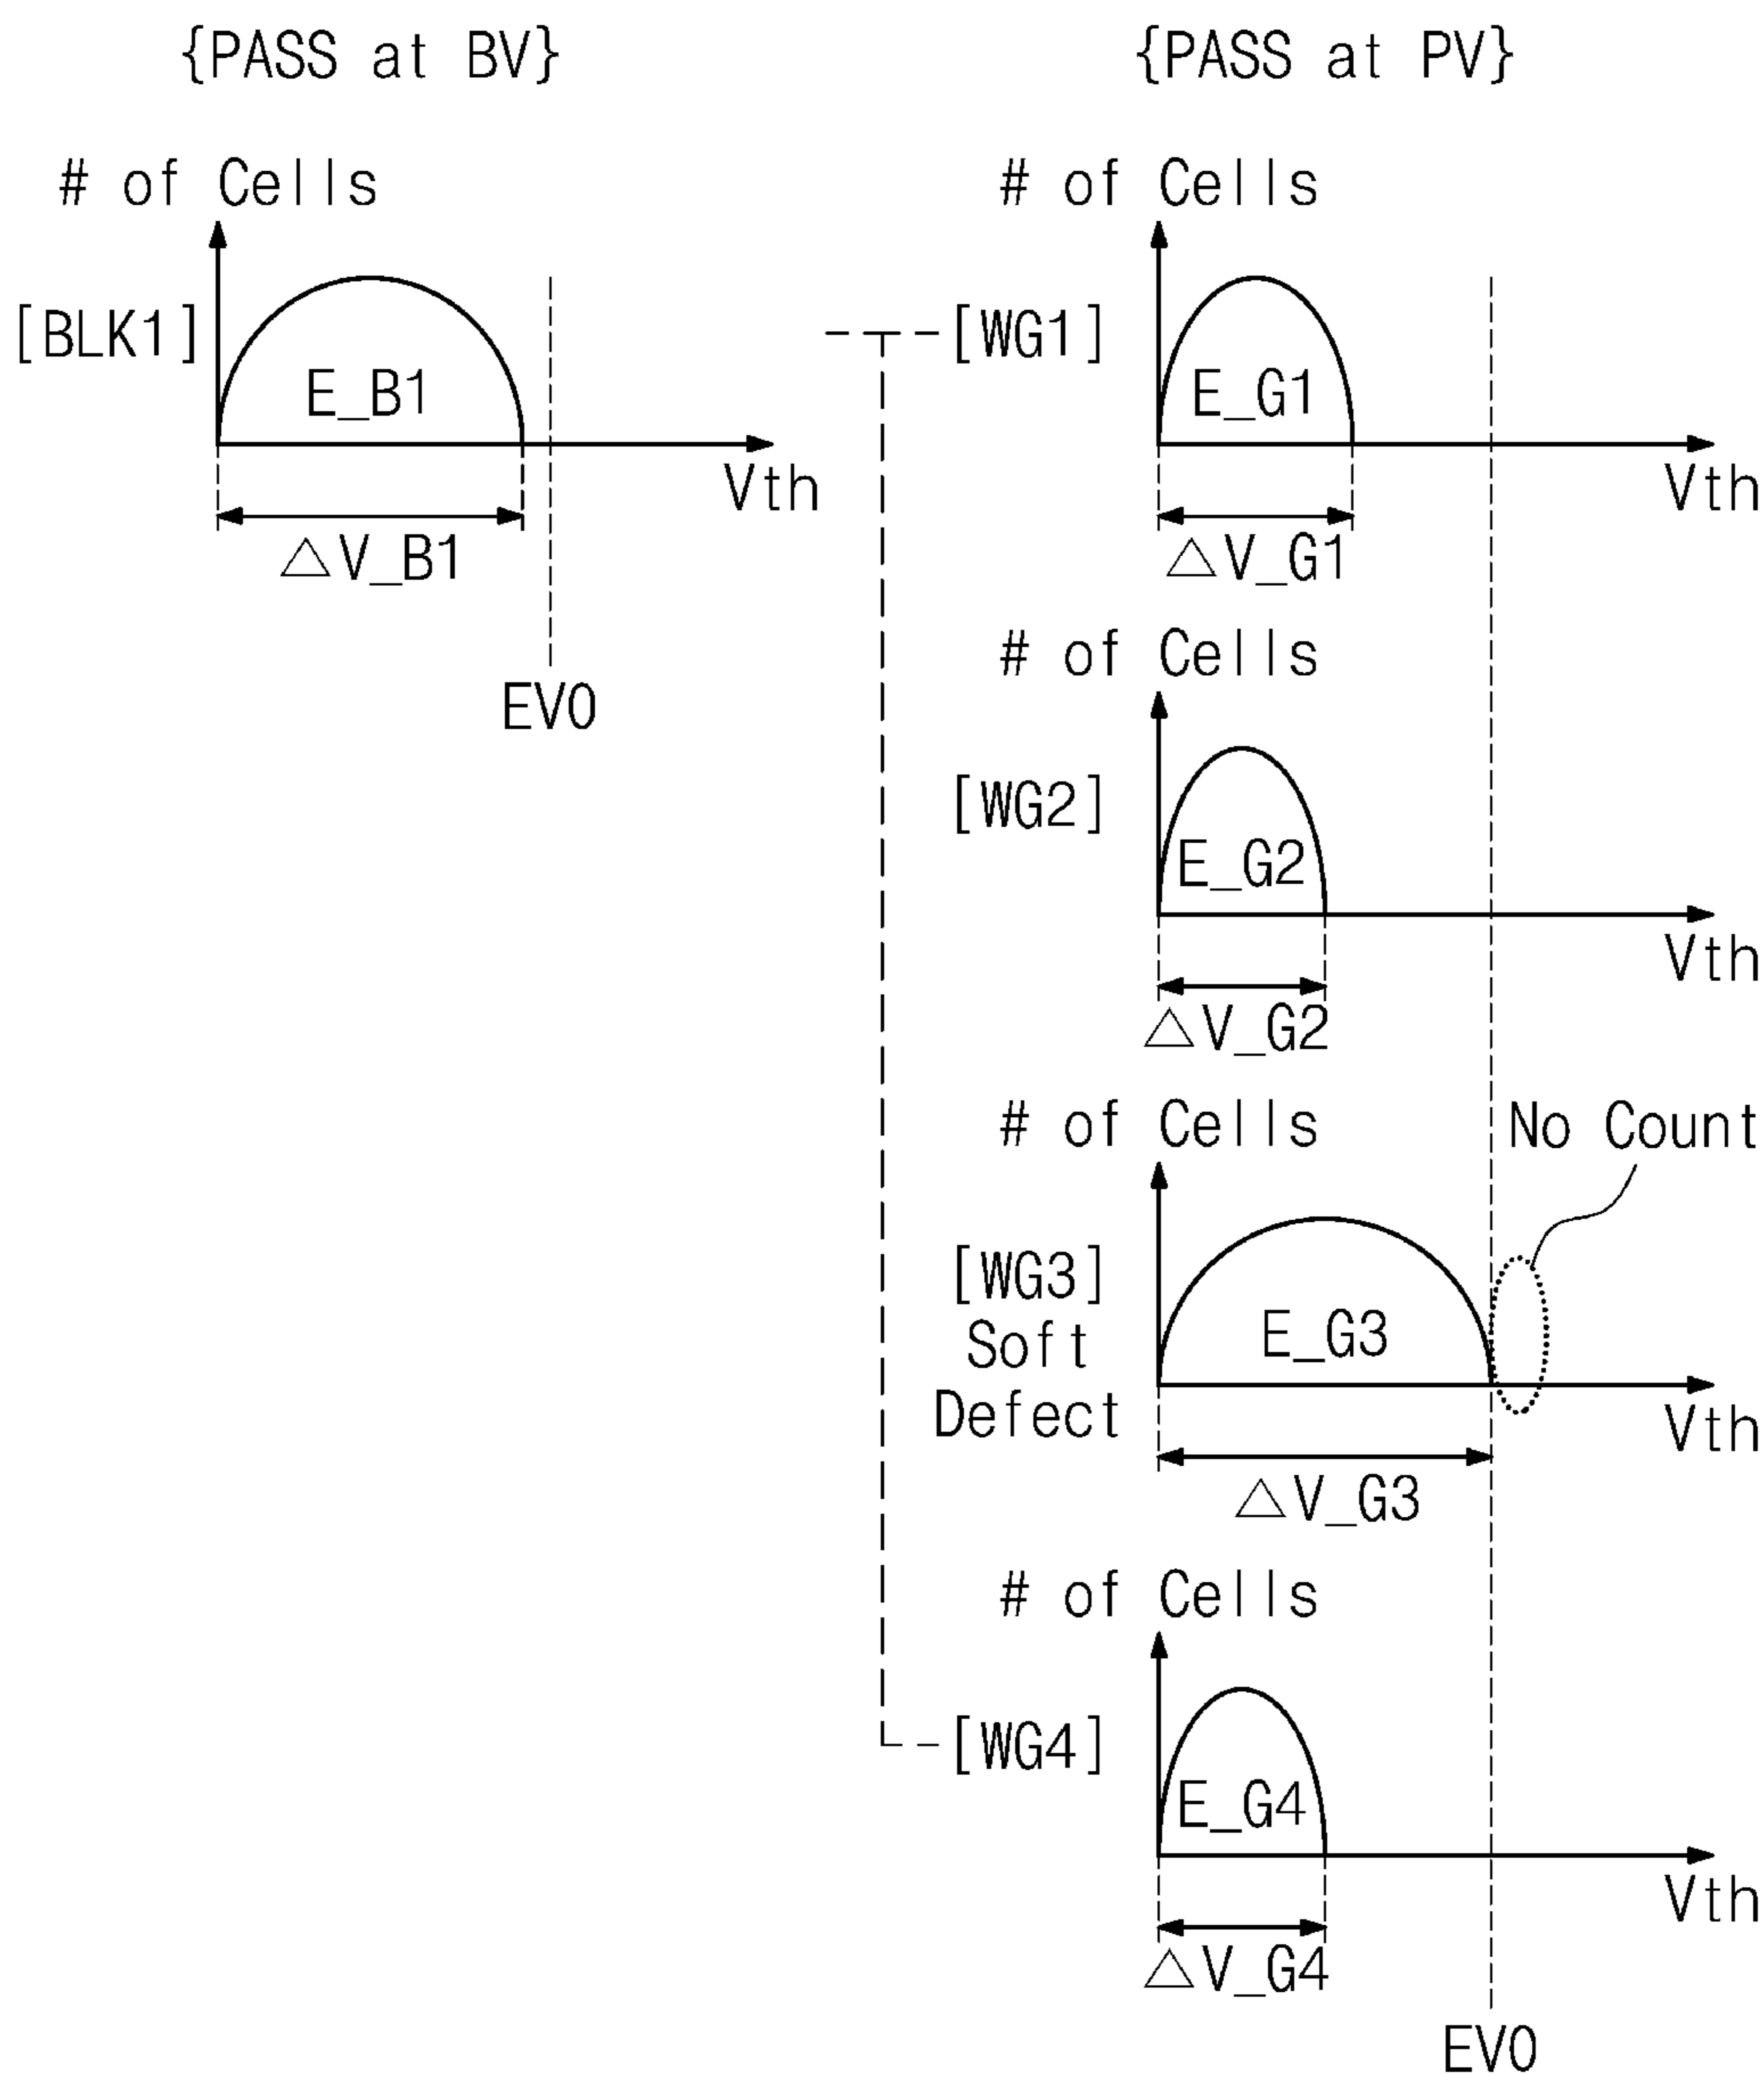 {PASS at BV}
{PASS at PV}
# of Cells
[BLK1]
E_B1
Vth
△V_B1
EV0
# of Cells
[WG1]
E_G1
Vth
△V_G1
# of Cells
[WG2]
E_G2
Vth
△V_G2
# of Cells
No Count
[WG3]
Soft
Defect
E_G3
Vth
△V_G3
# of Cells
[WG4]
E_G4
Vth
△V_G4
EV0